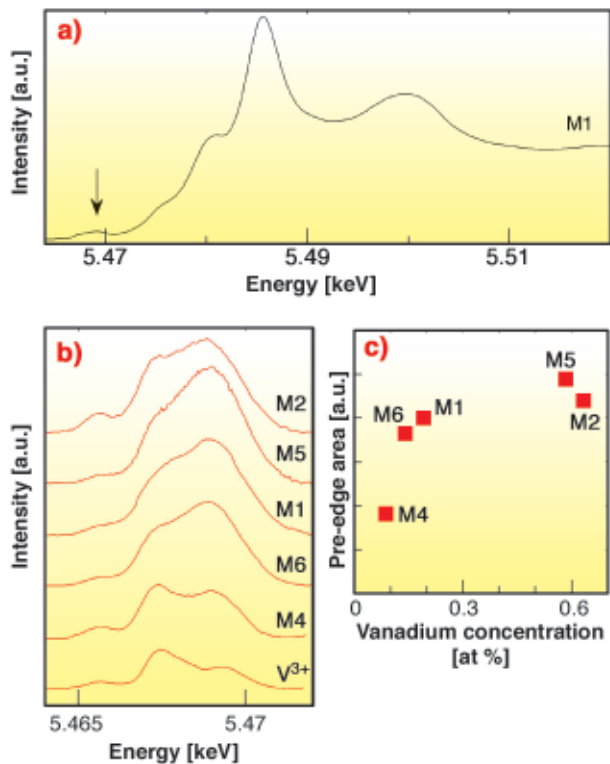 a)
Intensity [a.u.]
M1
5.47
5.49
5.51
Energy [keV]
b)
Intensity [a.u.]
M2
M5
M1
M6
M4
V3+
5.465
5.47
Energy [keV]
c)
Pre-edge area [a.u.]
M5
M6
M1
M2
M4
0
0.3
0.6
Vanadium concentration
[at %]